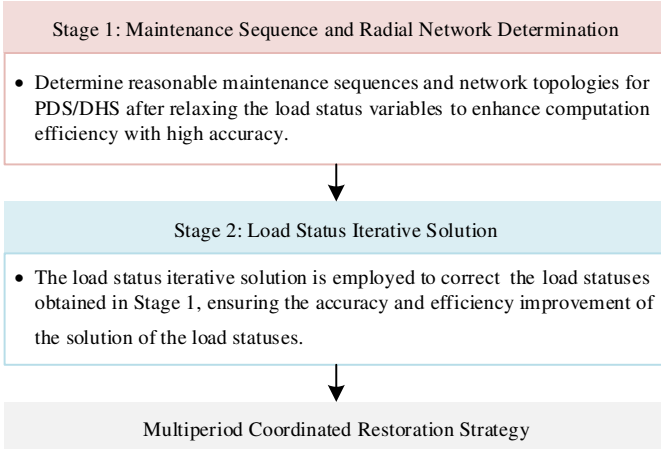 Stage 1: Maintenance Sequence and Radial Network Determination
• Determine reasonable maintenance sequences and network topologies for
PDS/DHS after relaxing the load status variables to enhance computation
efficiency with high accuracy.
Stage 2: Load Status Iterative Solution
• The load status iterative solution is employed to correct the load statuses
obtained in Stage 1, ensuring the accuracy and efficiency improvement of
the solution of the load statuses.
Multiperiod Coordinated Restoration Strategy